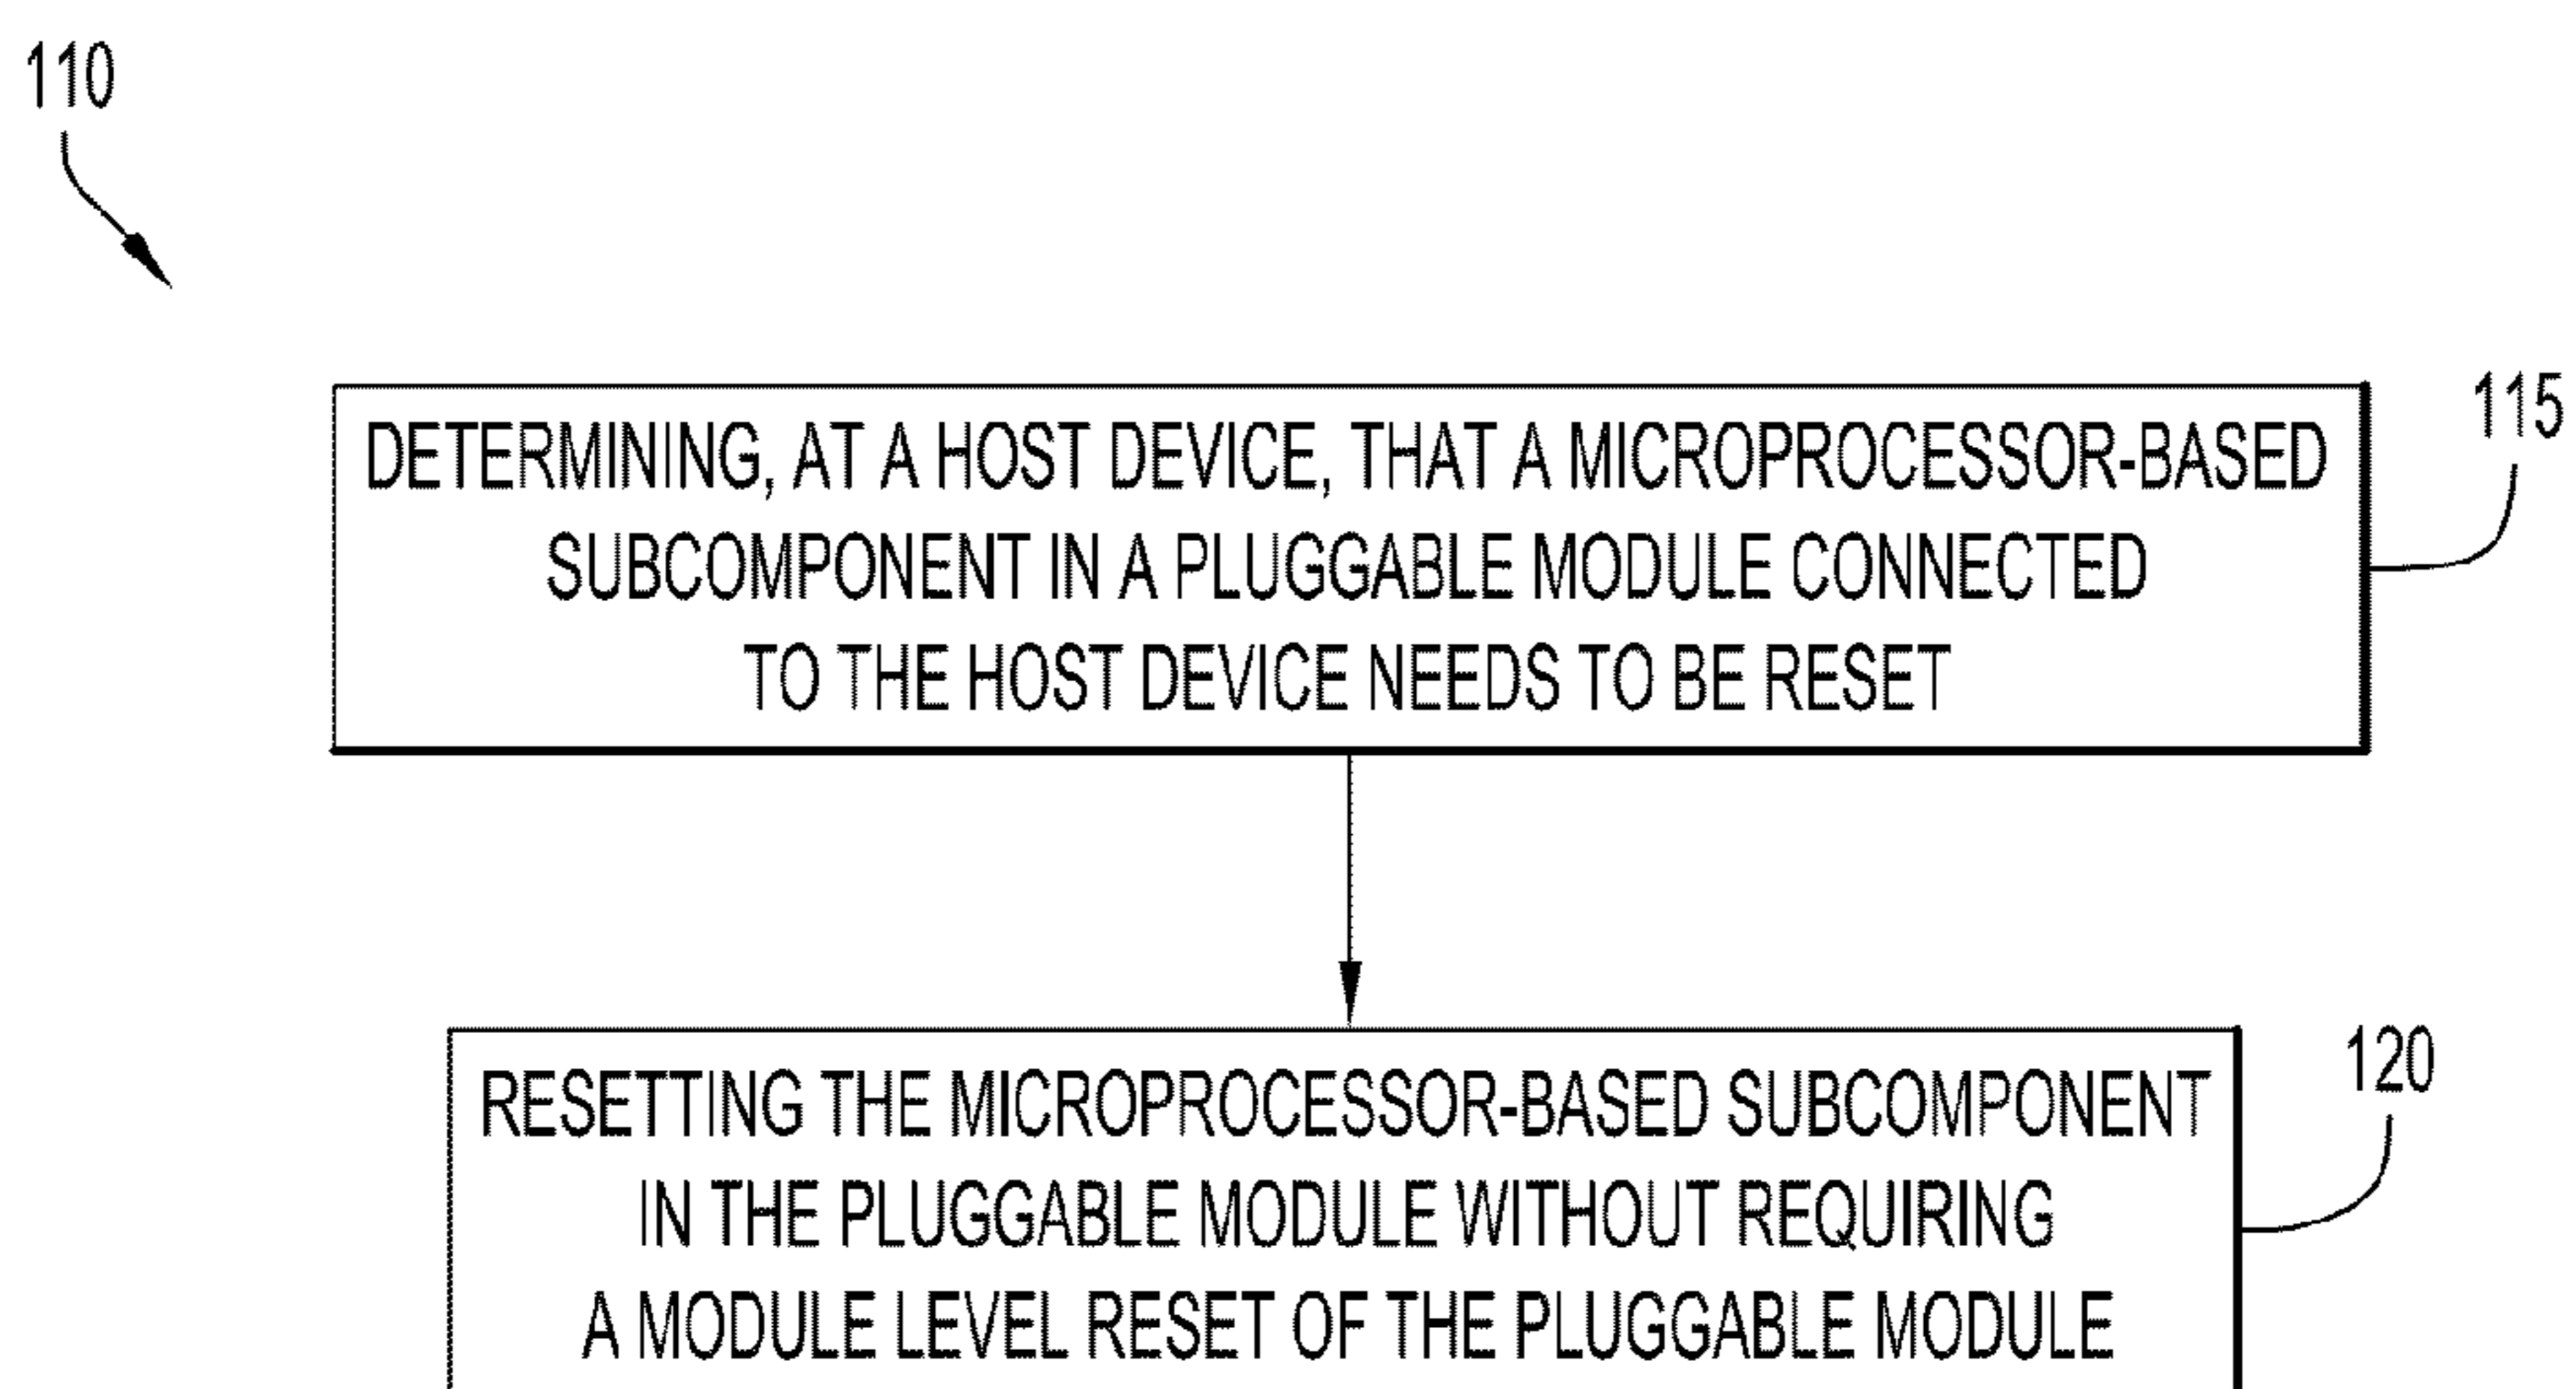 110
DETERMINING, AT A HOST DEVICE, THAT A MICROPROCESSOR-BASED
SUBCOMPONENT IN A PLUGGABLE MODULE CONNECTED
TO THE HOST DEVICE NEEDS TO BE RESET
115
RESETTING THE MICROPROCESSOR-BASED SUBCOMPONENT
IN THE PLUGGABLE MODULE WITHOUT REQUIRING
A MODULE LEVEL RESET OF THE PLUGGABLE MODULE
120